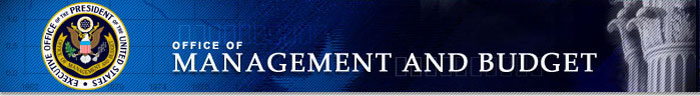 EXECUTIVE OFFICE OF THE PRESIDENT OF THE UNITED STATES
OFFICE OF
MANAGEMENT AND BUDGET